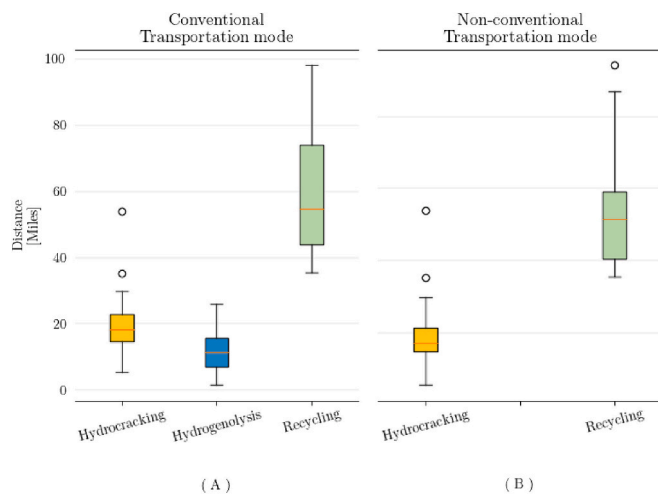 Conventional
Transportation mode
Non-conventional
Transportation mode
100
80
60
40
20
0
Distance
[Miles]
Hydrocracking
Hydrogenolysis
Recycling
Hydrocracking
Recycling
( A )
( B )